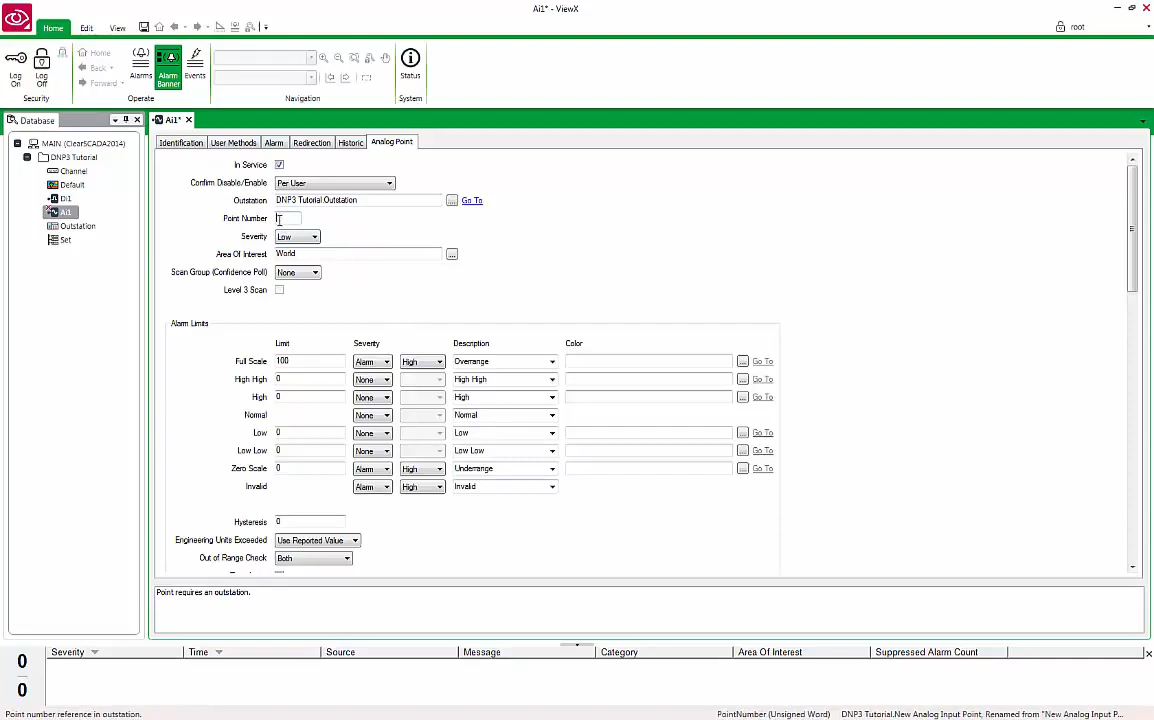 Ai1* - ViewX
Home Edit View
root
Log On
Log Off
Security
Home
Back
Forward
Alarms
Alarm Banner
Events
Operate
Navigation
Status
System
Database
Ai1*
MAIN (ClearSCADA2014)
DNP3 Tutorial
Channel
Default
Di1
Ai1
Outstation
Set
Identification User Methods Alarm Redirection Historic Analog Point
In Service
Confirm Disable/Enable Per User
Outstation DNP3 Tutorial.Outstation ... Go To
Point Number
Severity Low
Area Of Interest World ...
Scan Group (Confidence Poll) None
Level 3 Scan
Alarm Limits
Limit Severity Description Color
Full Scale 100 Alarm High Overrange ... Go To
High High 0 None High High ... Go To
High 0 None High ... Go To
Normal None Normal
Low 0 None Low ... Go To
Low Low 0 None Low Low ... Go To
Zero Scale 0 Alarm High Underrange ... Go To
Invalid Alarm High Invalid
Hysteresis 0
Engineering Units Exceeded Use Reported Value
Out of Range Check Both
Point requires an outstation.
0
0
Severity Time Source Message Category Area Of Interest Suppressed Alarm Count
Point number reference in outstation. PointNumber (Unsigned Word) DNP3 Tutorial.New Analog Input Point, Renamed from "New Analog Input P...